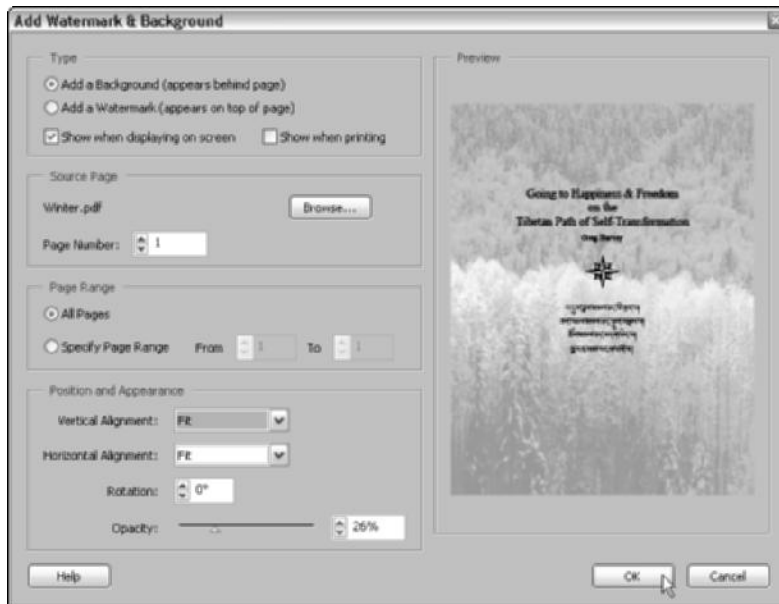 Add Watermark & Background
Type
Add a Background (appears behind page)
Add a Watermark (appears on top of page)
Show when displaying on screen Show when printing
Source Page
Winter.pdf Browse...
Page Number: 1
Page Range
All Pages
Specify Page Range From 1 To 1
Position and Appearance
Vertical Alignment: Fit
Horizontal Alignment: Fit
Rotation: 0°
Opacity: 26%
Preview
Going to Happiness & Freedom
on the
Tibetan Path of Self-Transformation
Greg Harvey
Help OK Cancel